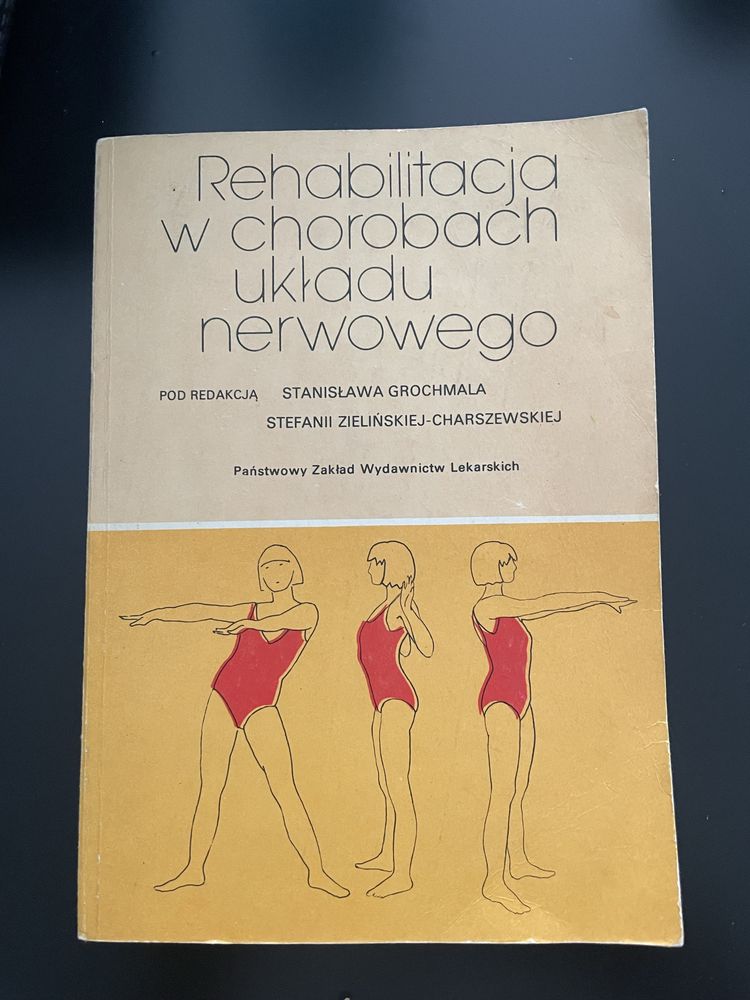 Rehabilitacja
w chorobach
układu
nerwowego
POD REDAKCJĄ STANISŁAWA GROCHMALA
STEFANII ZIELIŃSKIEJ-CHARSZEWSKIEJ
Państwowy Zakład Wydawnictw Lekarskich